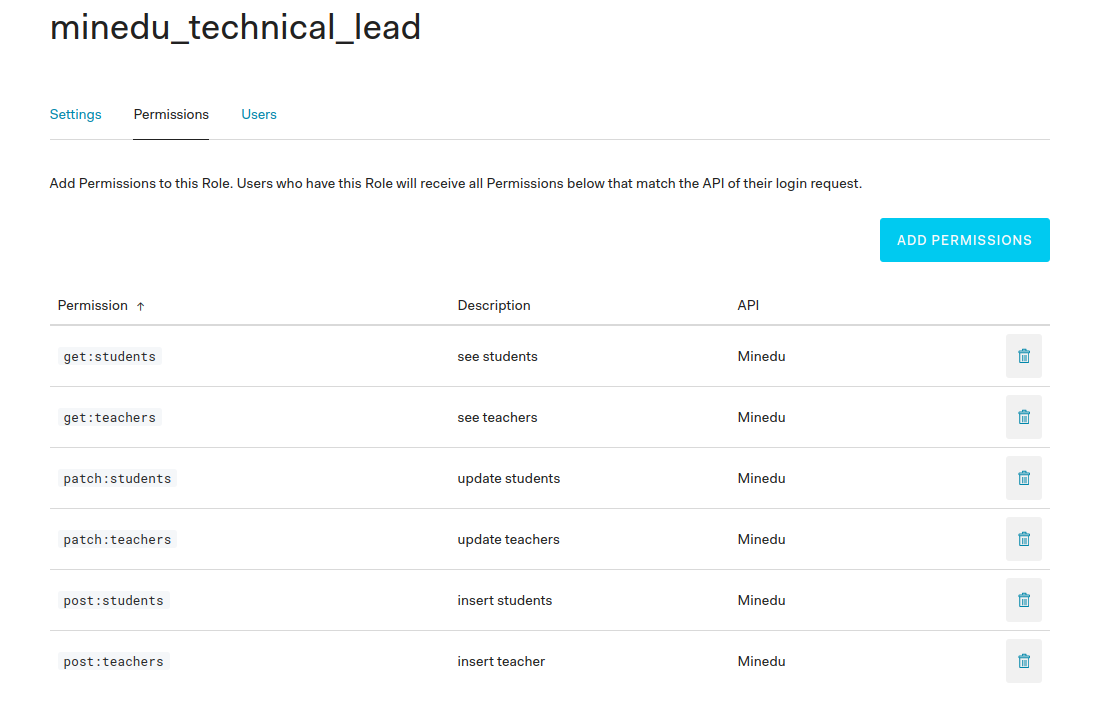 minedu_technical_lead
Settings Permissions Users
Add Permissions to this Role. Users who have this Role will receive all Permissions below that match the API of their login request.
ADD PERMISSIONS
Permission ↑ Description API
get:students see students Minedu
get:teachers see teachers Minedu
patch:students update students Minedu
patch:teachers update teachers Minedu
post:students insert students Minedu
post:teachers insert teacher Minedu